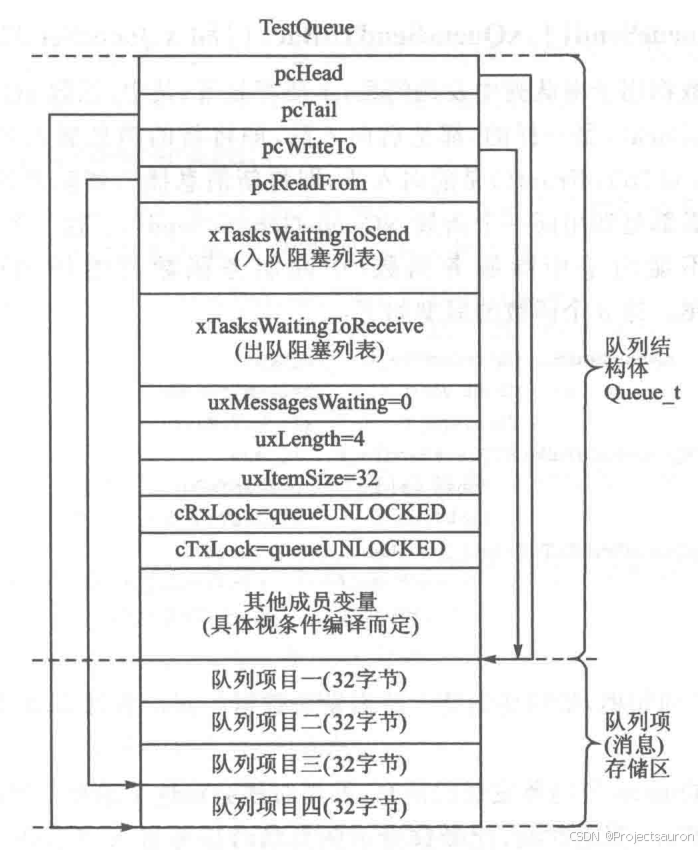 TestQueue
pcHead
pcTail
pcWriteTo
pcReadFrom
xTasksWaitingToSend
(入队阻塞列表)
xTasksWaitingToReceive
(出队阻塞列表)
uxMessagesWaiting=0
uxLength=4
uxItemSize=32
cRxLock=queueUNLOCKED
cTxLock=queueUNLOCKED
其他成员变量
(具体视条件编译而定)
队列项目一(32字节)
队列项目二(32字节)
队列项目三(32字节)
队列项目四(32字节)
队列结
构体
Queue_t
队列项
(消息)
存储区
CSDN @Projectsauron